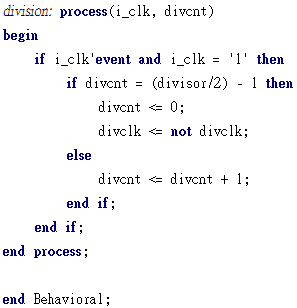 division: process(i_clk, divcnt)
begin
    if i_clk'event and i_clk = '1' then
        if divcnt = (divisor/2) - 1 then
            divcnt <= 0;
            divclk <= not divclk;
        else
            divcnt <= divcnt + 1;
        end if;
    end if;
end process;
end Behavioral;